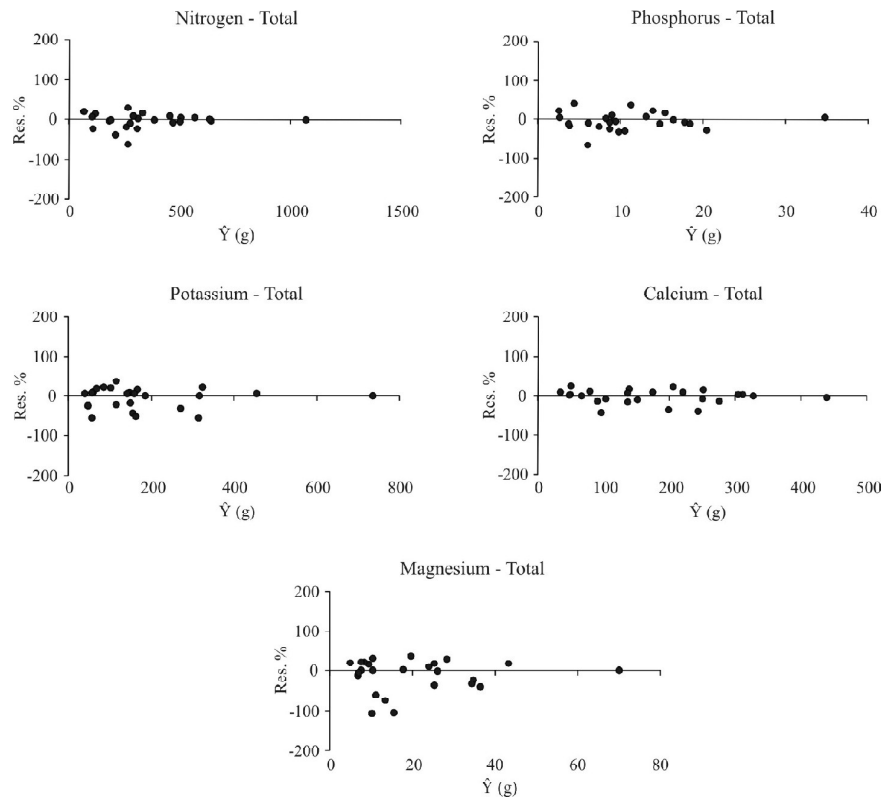 Nitrogen - Total
200
100
0
-100
-200
Res. %
0 500 1000 1500
Ŷ (g)
Phosphorus - Total
200
100
0
-100
-200
Res. %
0 10 20 30 40
Ŷ (g)
Potassium - Total
200
100
0
-100
-200
Res. %
0 200 400 600 800
Ŷ (g)
Calcium - Total
200
100
0
-100
-200
Res. %
0 100 200 300 400 500
Ŷ (g)
Magnesium - Total
200
100
0
-100
-200
Res. %
0 20 40 60 80
Ŷ (g)